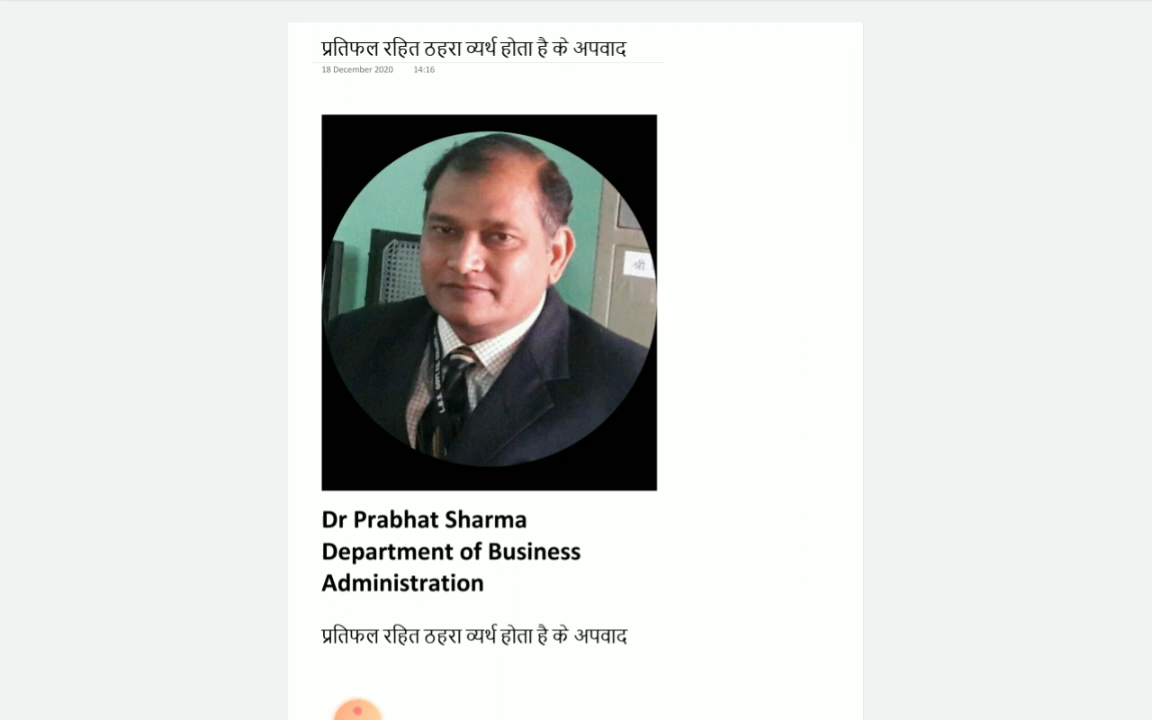 प्रतिफल रहित ठहरा व्यर्थ होता है के अपवाद
18 December 2020 14:16
श्री
Dr Prabhat Sharma
Department of Business
Administration
प्रतिफल रहित ठहरा व्यर्थ होता है के अपवाद